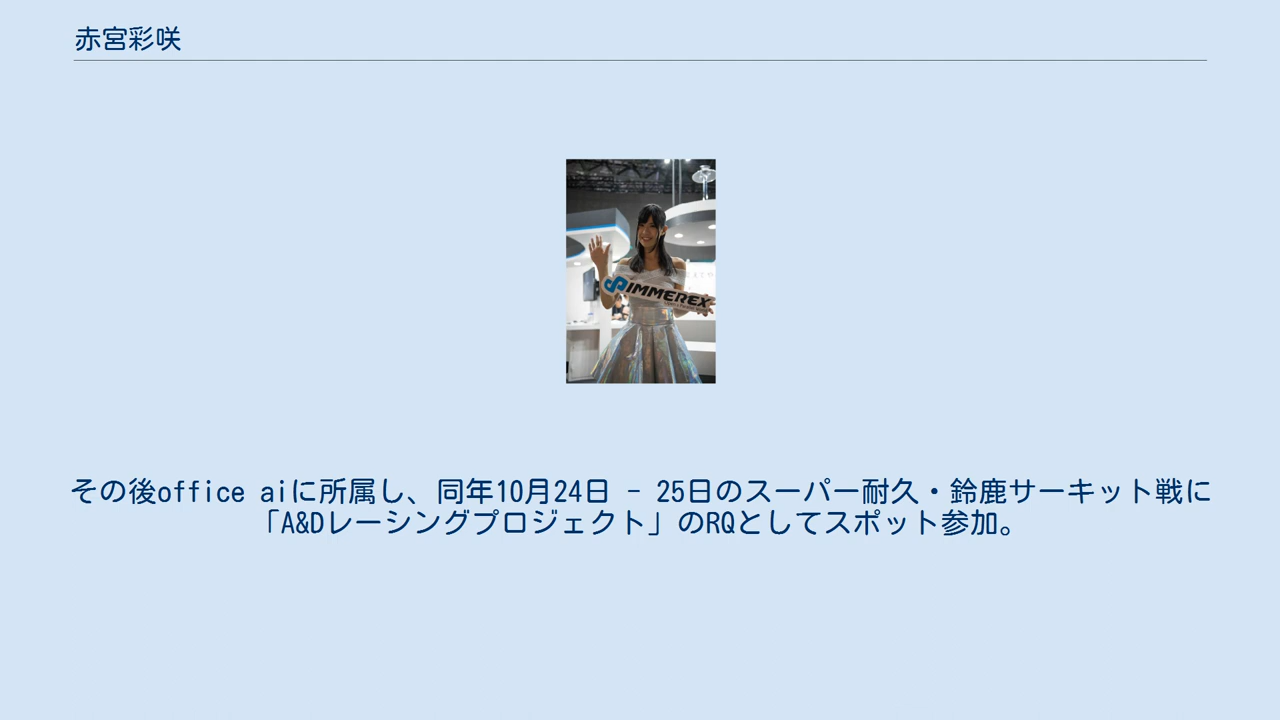 赤宮彩咲
IMMEREX
その後office aiに所属し、同年10月24日 - 25日のスーパー耐久・鈴鹿サーキット戦に
「A&Dレーシングプロジェクト」のRQとしてスポット参加。